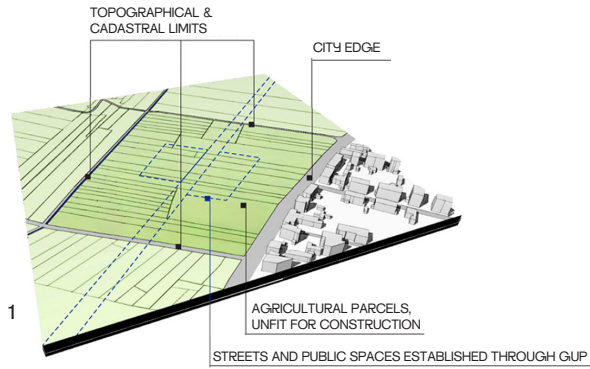 TOPOGRAPHICAL &
CADASTRAL LIMITS
CITY EDGE
1
AGRICULTURAL PARCELS,
UNFIT FOR CONSTRUCTION
STREETS AND PUBLIC SPACES ESTABLISHED THROUGH GUP